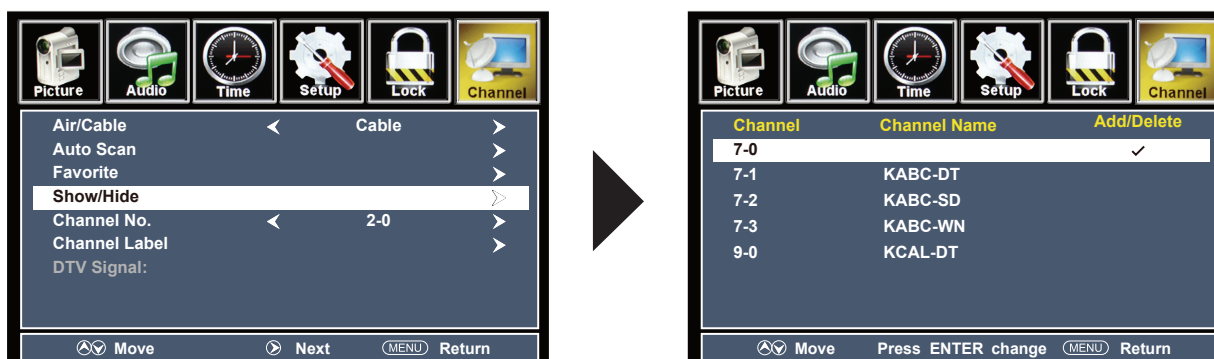 Picture Audio Time Setup Lock Channel
Air/Cable Cable
Auto Scan
Favorite
Show/Hide
Channel No. 2-0
Channel Label
DTV Signal:
Move Next MENU Return
Picture Audio Time Setup Lock Channel
Channel Channel Name Add/Delete
7-0
7-1 KABC-DT
7-2 KABC-SD
7-3 KABC-WN
9-0 KCAL-DT
Move Press ENTER change MENU Return